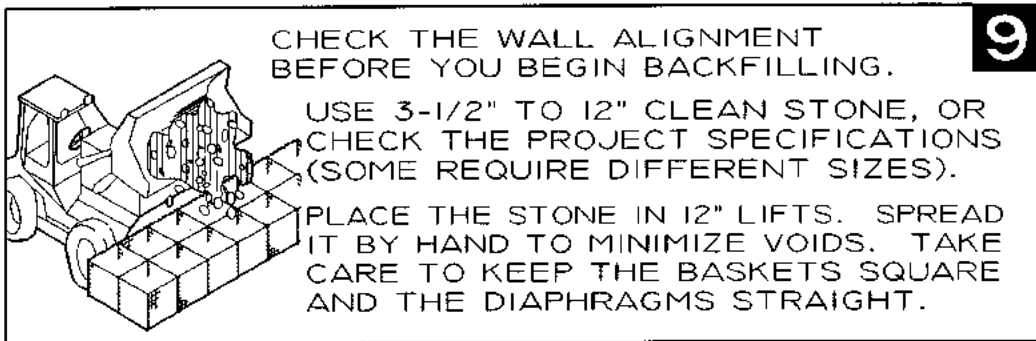 9
CHECK THE WALL ALIGNMENT
BEFORE YOU BEGIN BACKFILLING.
USE 3-1/2" TO 12" CLEAN STONE, OR
CHECK THE PROJECT SPECIFICATIONS
(SOME REQUIRE DIFFERENT SIZES).
PLACE THE STONE IN 12" LIFTS. SPREAD
IT BY HAND TO MINIMIZE VOIDS. TAKE
CARE TO KEEP THE BASKETS SQUARE
AND THE DIAPHRAGMS STRAIGHT.